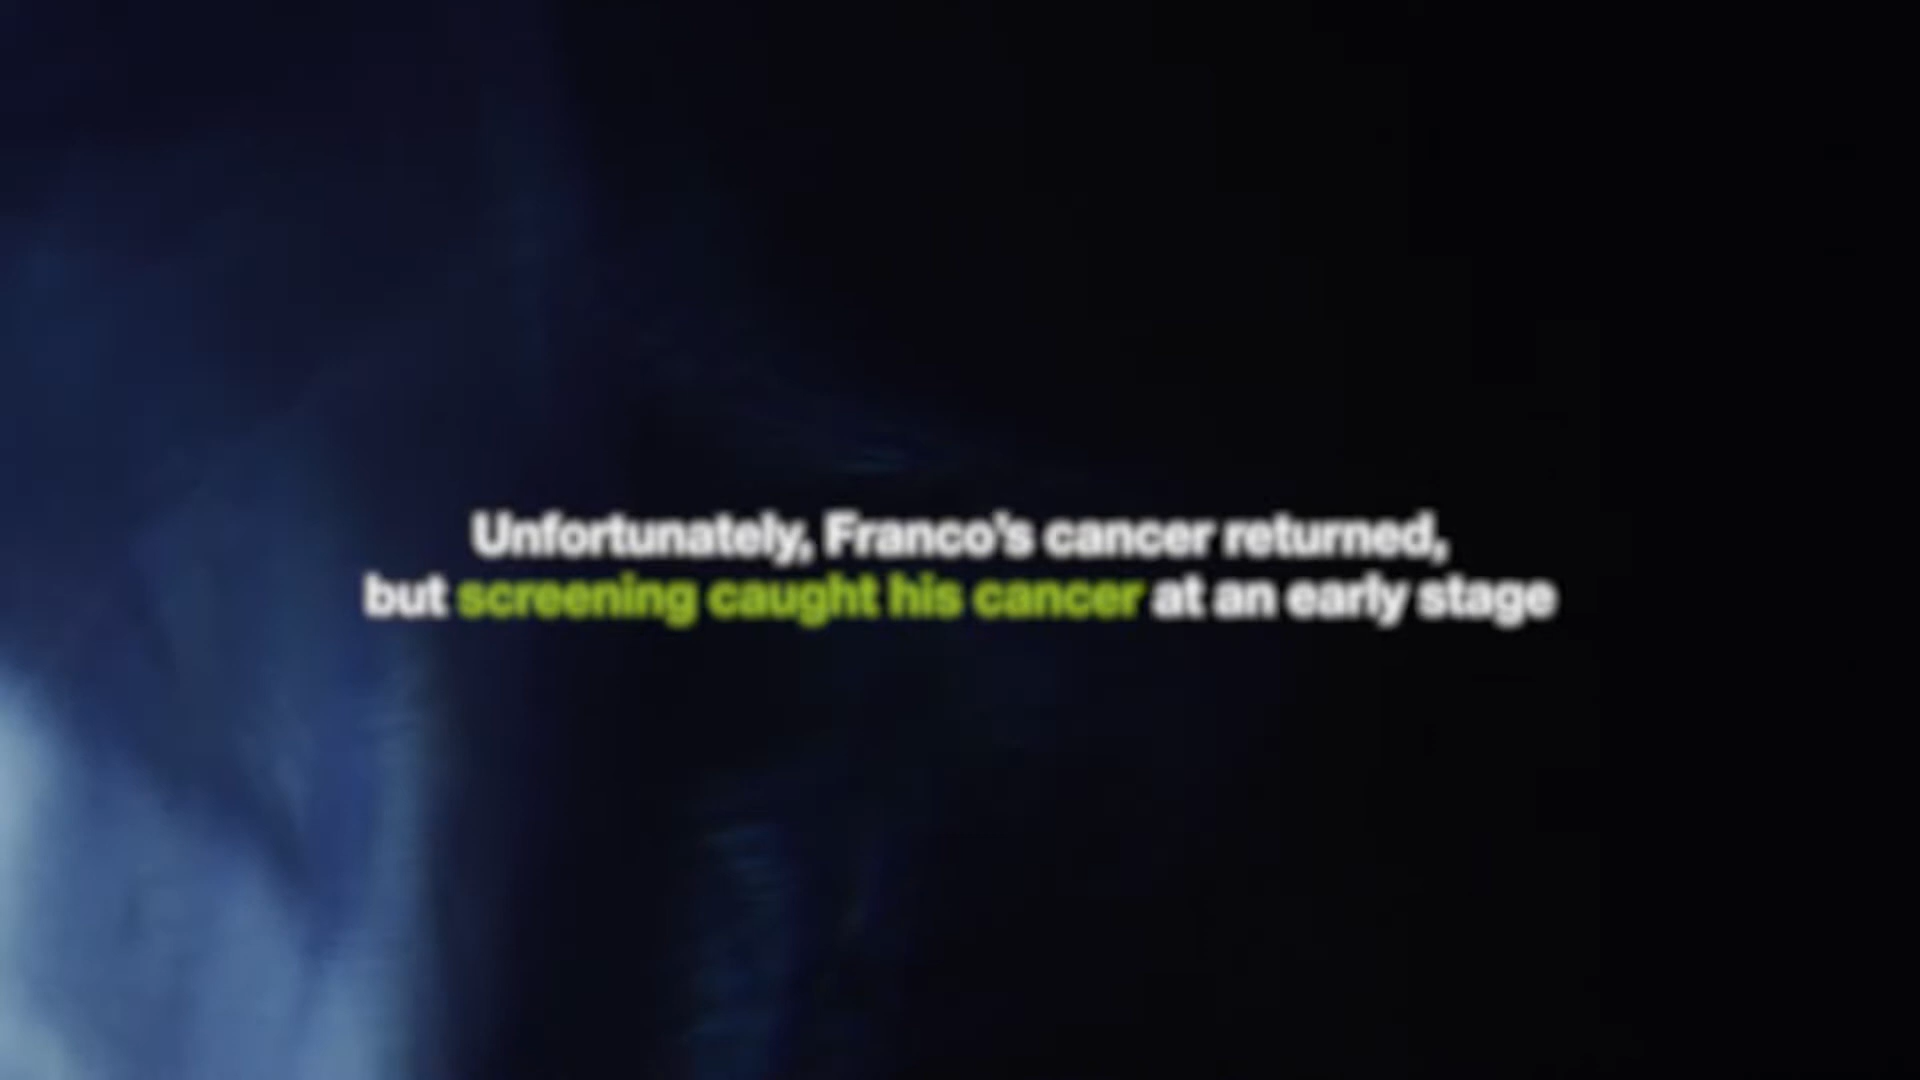 Unfortunately, Franco’s cancer returned,
but screening caught his cancer at an early stage